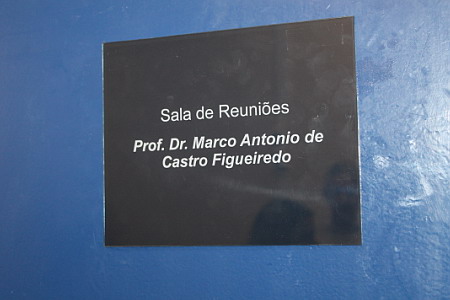 Sala de Reuniões
Prof. Dr. Marco Antonio de
Castro Figueiredo